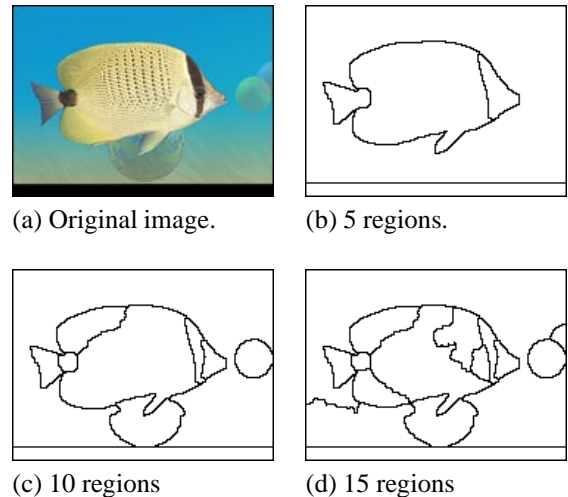 (a) Original image.
(b) 5 regions.
(c) 10 regions
(d) 15 regions